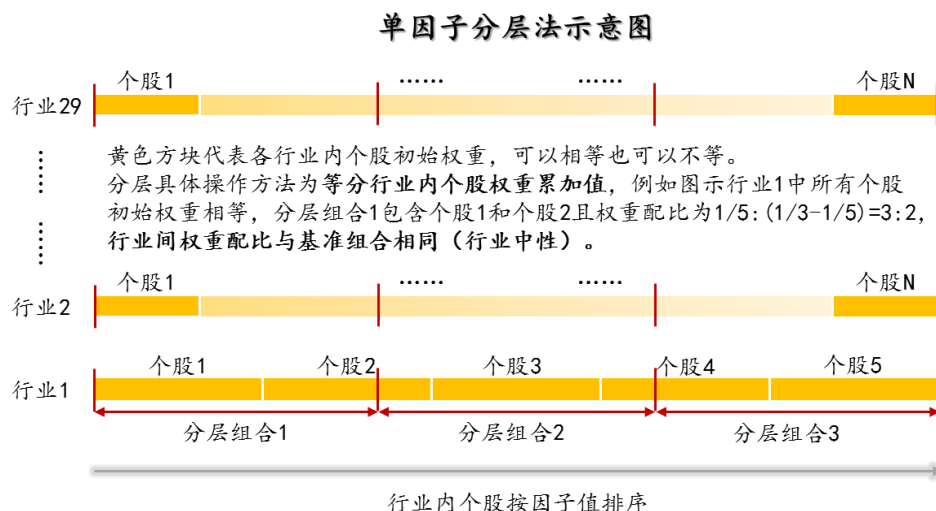 单因子分层法示意图
个股1 …… …… 个股N
行业29
……
……
黄色方块代表各行业内个股初始权重，可以相等也可以不等。
分层具体操作方法为等分行业内个股权重累加值，例如图示行业1中所有个股
初始权重相等，分层组合1包含个股1和个股2且权重配比为1/5:(1/3-1/5)=3:2，
行业间权重配比与基准组合相同（行业中性）。
个股1 …… …… 个股N
行业2
个股1 个股2 个股3 个股4 个股5
行业1
分层组合1 分层组合2 分层组合3
行业内个股按因子值排序